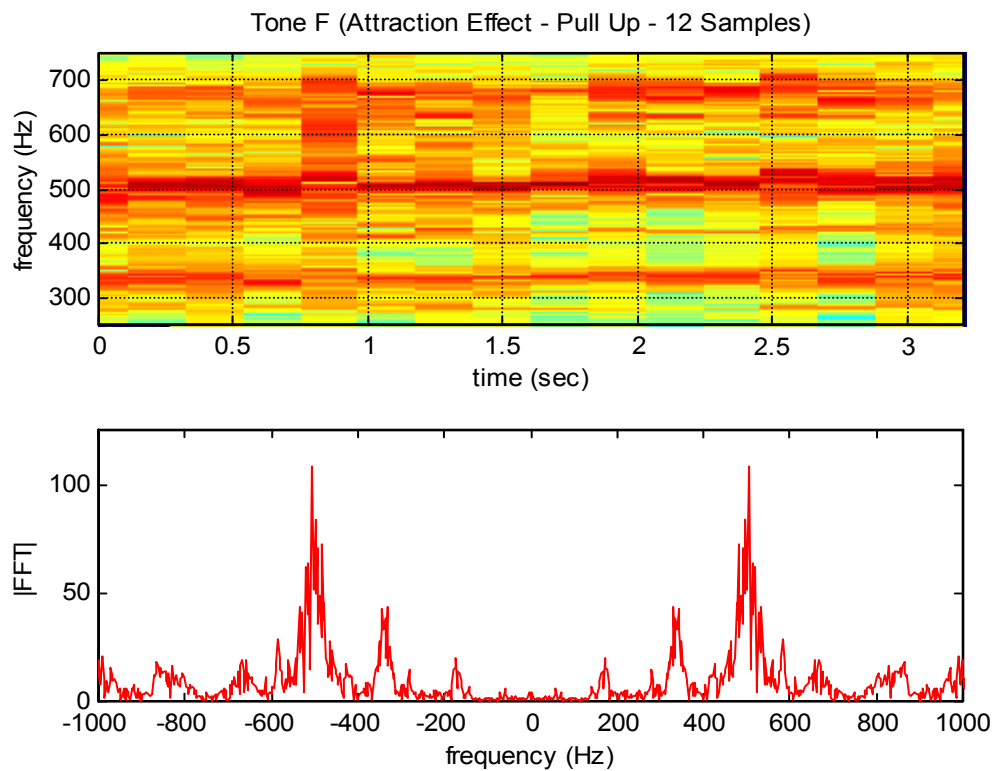 Tone F (Attraction Effect - Pull Up - 12 Samples)
700
600
500
400
300
frequency (Hz)
0 0.5 1 1.5 2 2.5 3
time (sec)
100
50
0
|FFT|
-1000 -800 -600 -400 -200 0 200 400 600 800 1000
frequency (Hz)